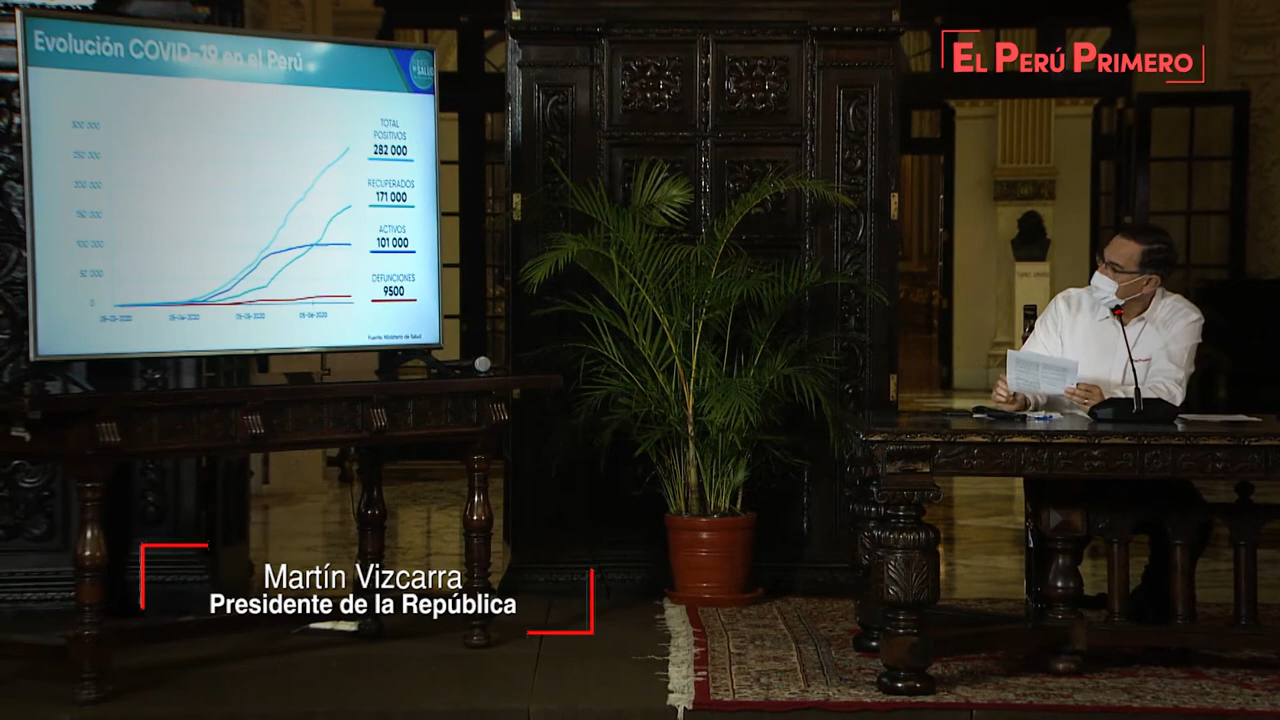 Evolución COVID-19 en el Perú
SALUD
EL PERÚ PRIMERO
300 000
250 000
200 000
150 000
100 000
50 000
0
TOTAL
POSITIVOS
282 000
RECUPERADOS
171 000
ACTIVOS
101 000
DEFUNCIONES
9500
Fuente: Ministerio de Salud
Martín Vizcarra
Presidente de la República